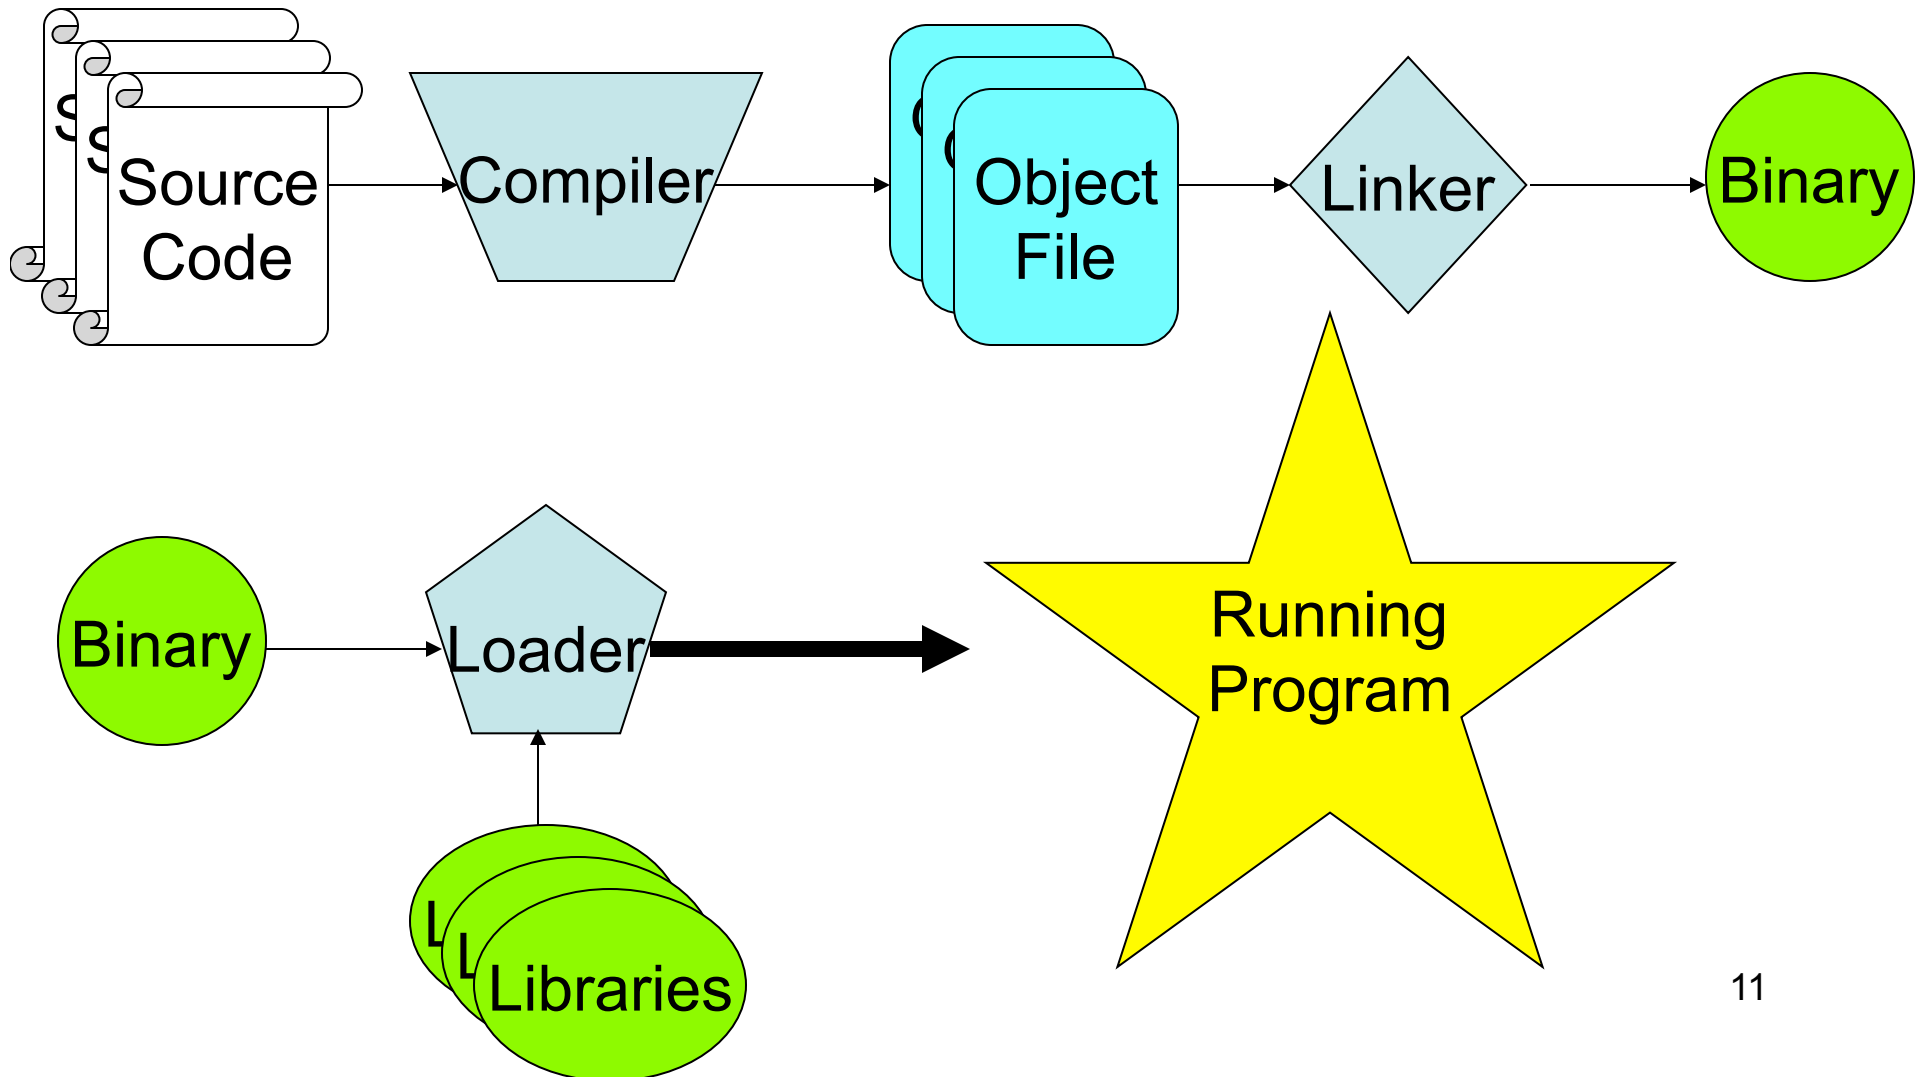 Source
Code
Compiler
Object
File
Linker
Binary
Binary
Loader
Running
Program
Libraries
11